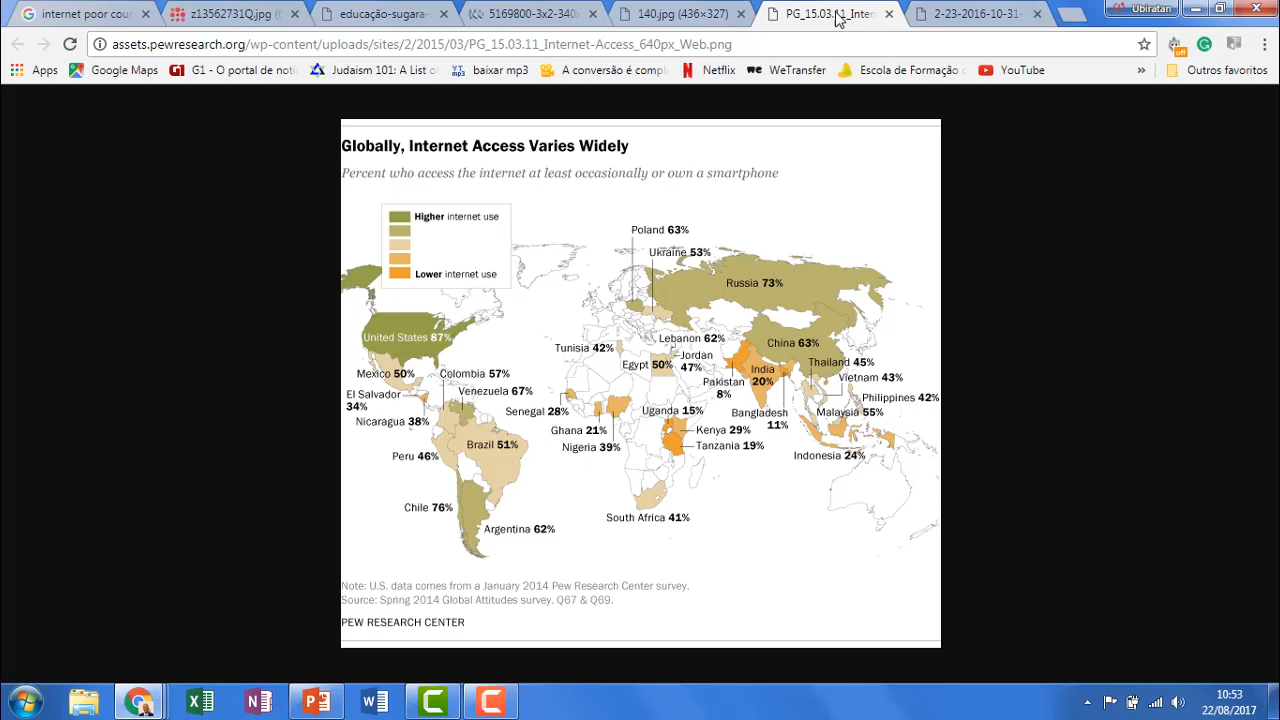 internet poor cour
z13562731Q.jpg (6
educação-sugara-
5169800-3x2-340
140.jpg (436×327)
PG_15.03.11_Inter
2-23-2016-10-31-
Ubiratan
assets.pewresearch.org/wp-content/uploads/sites/2/2015/03/PG_15.03.11_Internet-Access_640px_Web.png
off
Apps
Google Maps
G1 - O portal de notí
Judaism 101: A List o
YT mp3
baixar mp3
A conversão é compl
Netflix
WeTransfer
Escola de Formação
YouTube
»
Outros favoritos
Globally, Internet Access Varies Widely
Percent who access the internet at least occasionally or own a smartphone
Higher internet use
Lower internet use
Poland 63%
Ukraine 53%
Russia 73%
United States 87%
Lebanon 62%
China 63%
Tunisia 42%
Jordan
47%
Egypt 50%
Thailand 45%
India
20%
Mexico 50%
Colombia 57%
Pakistan
8%
Vietnam 43%
Venezuela 67%
El Salvador
34%
Philippines 42%
Senegal 28%
Uganda 15%
Bangladesh
11%
Malaysia 55%
Nicaragua 38%
Ghana 21%
Kenya 29%
Brazil 51%
Nigeria 39%
Tanzania 19%
Peru 46%
Indonesia 24%
Chile 76%
South Africa 41%
Argentina 62%
Note: U.S. data comes from a January 2014 Pew Research Center survey.
Source: Spring 2014 Global Attitudes survey. Q67 & Q69.
PEW RESEARCH CENTER
10:53
22/08/2017